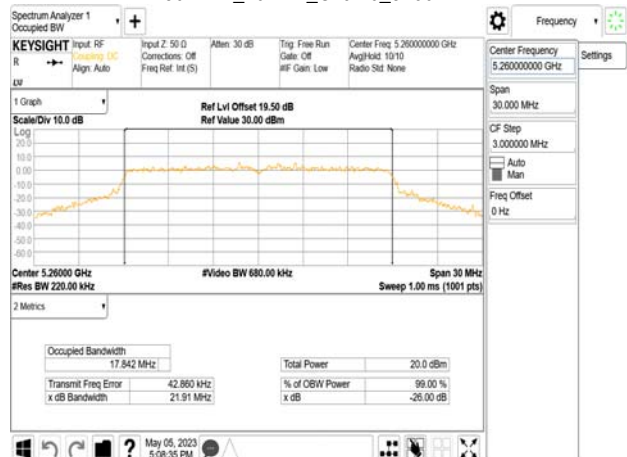 Spectrum Analyzer 1
Occupied BW
+
Frequency
KEYSIGHT
R
LXI
Input: RF
Coupling: DC
Align: Auto
Input Z: 50 Ω
Corrections: Off
Freq Ref: Int (S)
Atten: 30 dB
Trig: Free Run
Gate: Off
#IF Gain: Low
Center Freq: 5.260000000 GHz
Avg|Hold: 10/10
Radio Std: None
Center Frequency
5.260000000 GHz
Settings
Span
30.000 MHz
CF Step
3.000000 MHz
Auto
Man
Freq Offset
0 Hz
1 Graph
Scale/Div 10.0 dB
Ref Lvl Offset 19.50 dB
Ref Value 30.00 dBm
Log
20.0
10.0
0.00
-10.0
-20.0
-30.0
-40.0
-50.0
-60.0
Center 5.26000 GHz
#Res BW 220.00 kHz
#Video BW 680.00 kHz
Span 30 MHz
Sweep 1.00 ms (1001 pts)
2 Metrics
Occupied Bandwidth
17.842 MHz
Total Power 20.0 dBm
Transmit Freq Error 42.860 kHz
% of OBW Power 99.00 %
x dB Bandwidth 21.91 MHz
x dB -26.00 dB
?
May 05, 2023
5:08:35 PM